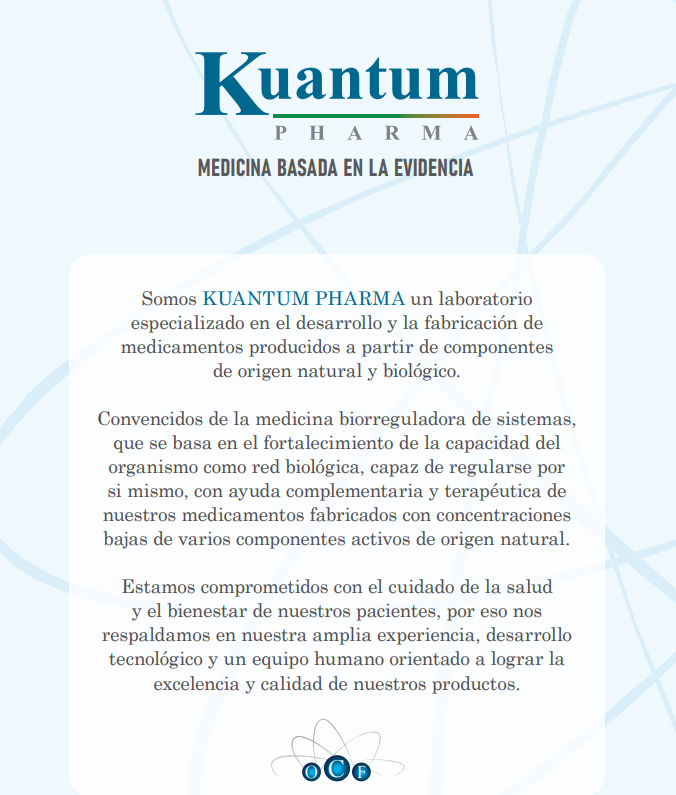 Kuantum
PHARMA
MEDICINA BASADA EN LA EVIDENCIA
Somos KUANTUM PHARMA un laboratorio
especializado en el desarrollo y la fabricación de
medicamentos producidos a partir de componentes
de origen natural y biológico.
Convencidos de la medicina biorreguladora de sistemas,
que se basa en el fortalecimiento de la capacidad del
organismo como red biológica, capaz de regularse por
si mismo, con ayuda complementaria y terapéutica de
nuestros medicamentos fabricados con concentraciones
bajas de varios componentes activos de origen natural.
Estamos comprometidos con el cuidado de la salud
y el bienestar de nuestros pacientes, por eso nos
respaldamos en nuestra amplia experiencia, desarrollo
tecnológico y un equipo humano orientado a lograr la
excelencia y calidad de nuestros productos.
OCF